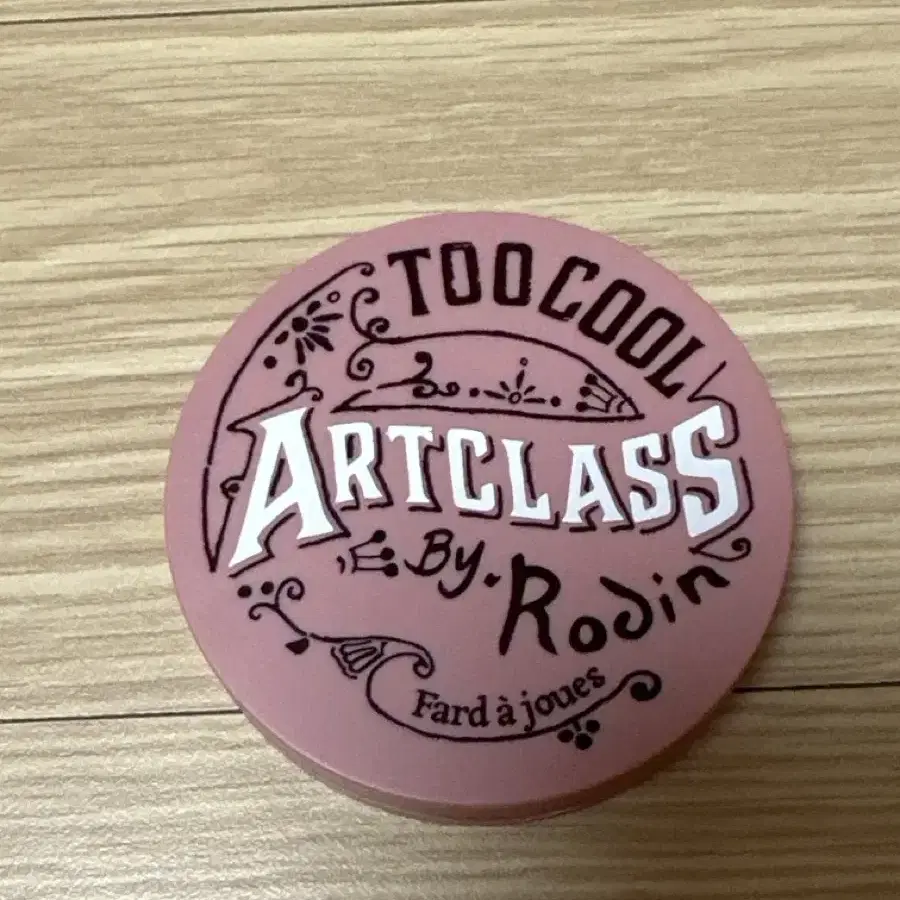 TOO COOL
ARTCLASS
By. Rodin
Fard à joues